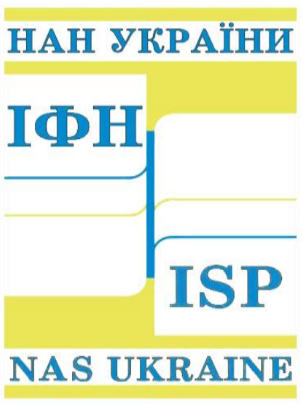 НАН УКРАЇНИ
ІФН
ISP
NAS UKRAINE